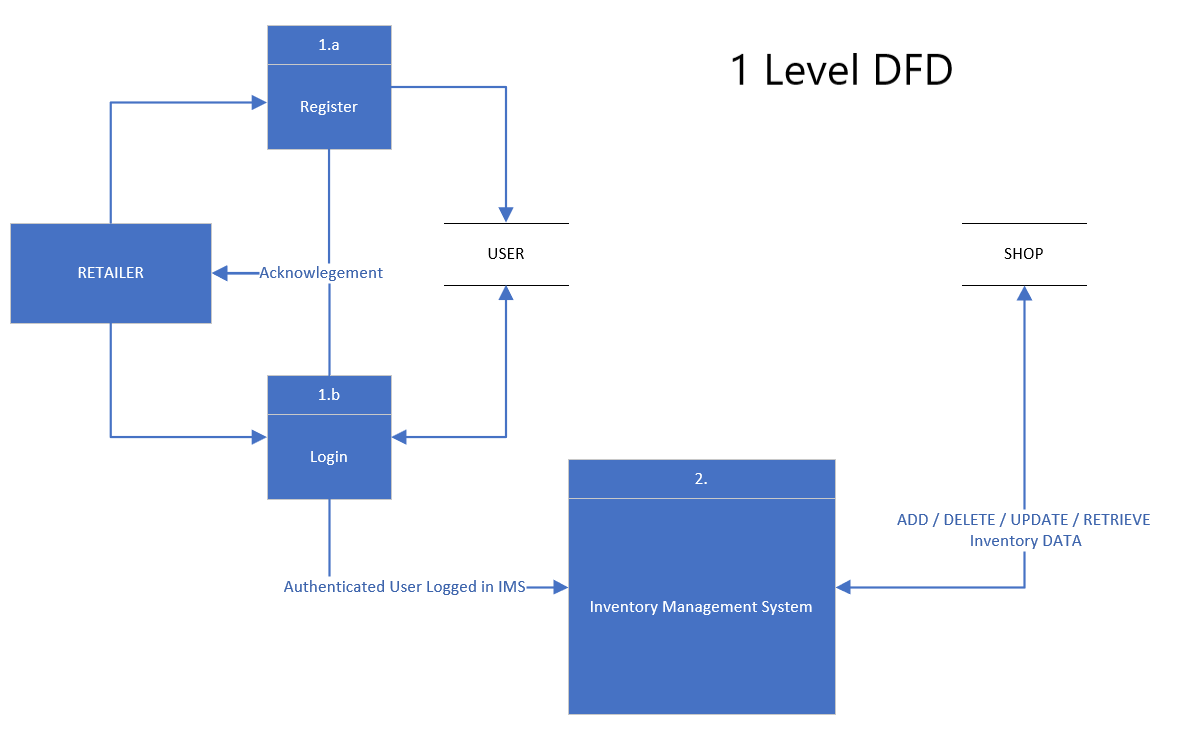 1 Level DFD
1.a
Register
RETAILER
Acknowlegement
USER
SHOP
1.b
Login
2.
ADD / DELETE / UPDATE / RETRIEVE
Inventory DATA
Authenticated User Logged in IMS
Inventory Management System